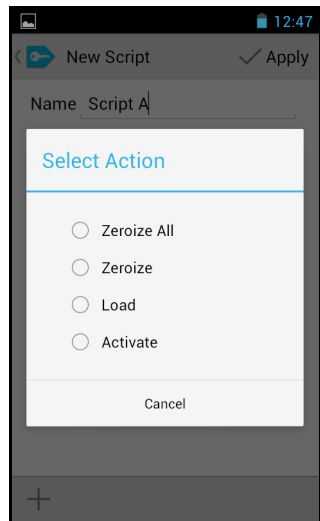 12:47
New Script Apply
Name Script A
Select Action
Zeroize All
Zeroize
Load
Activate
Cancel